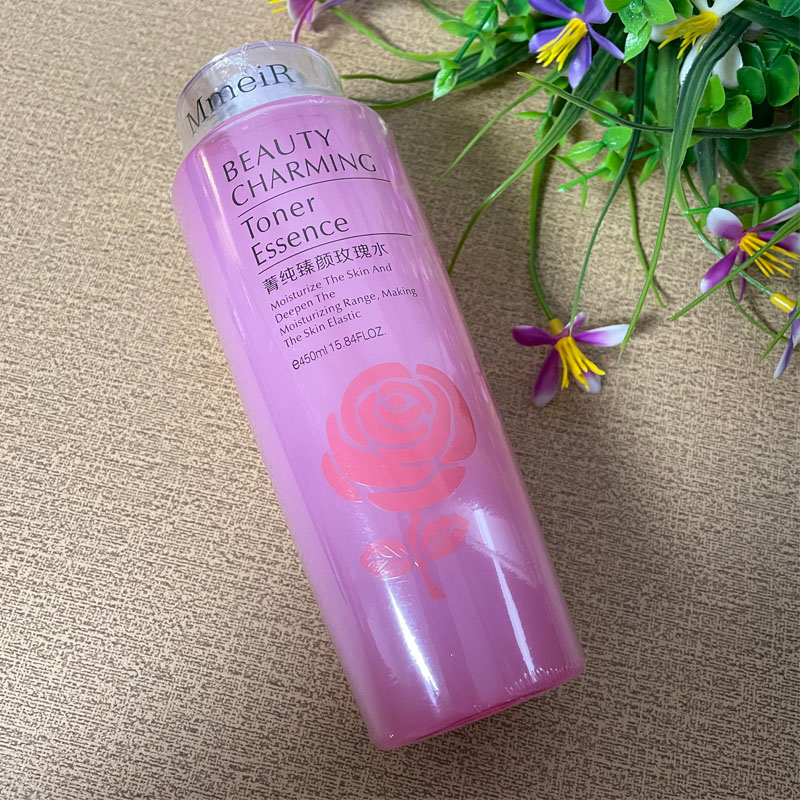 MmeiR
BEAUTY
CHARMING
Toner
Essence
菁纯臻颜玫瑰水
Moisturize The Skin And
Deepen The
Moisturizing Range, Making
The Skin Elastic
℮450ml 15.84FLOZ.